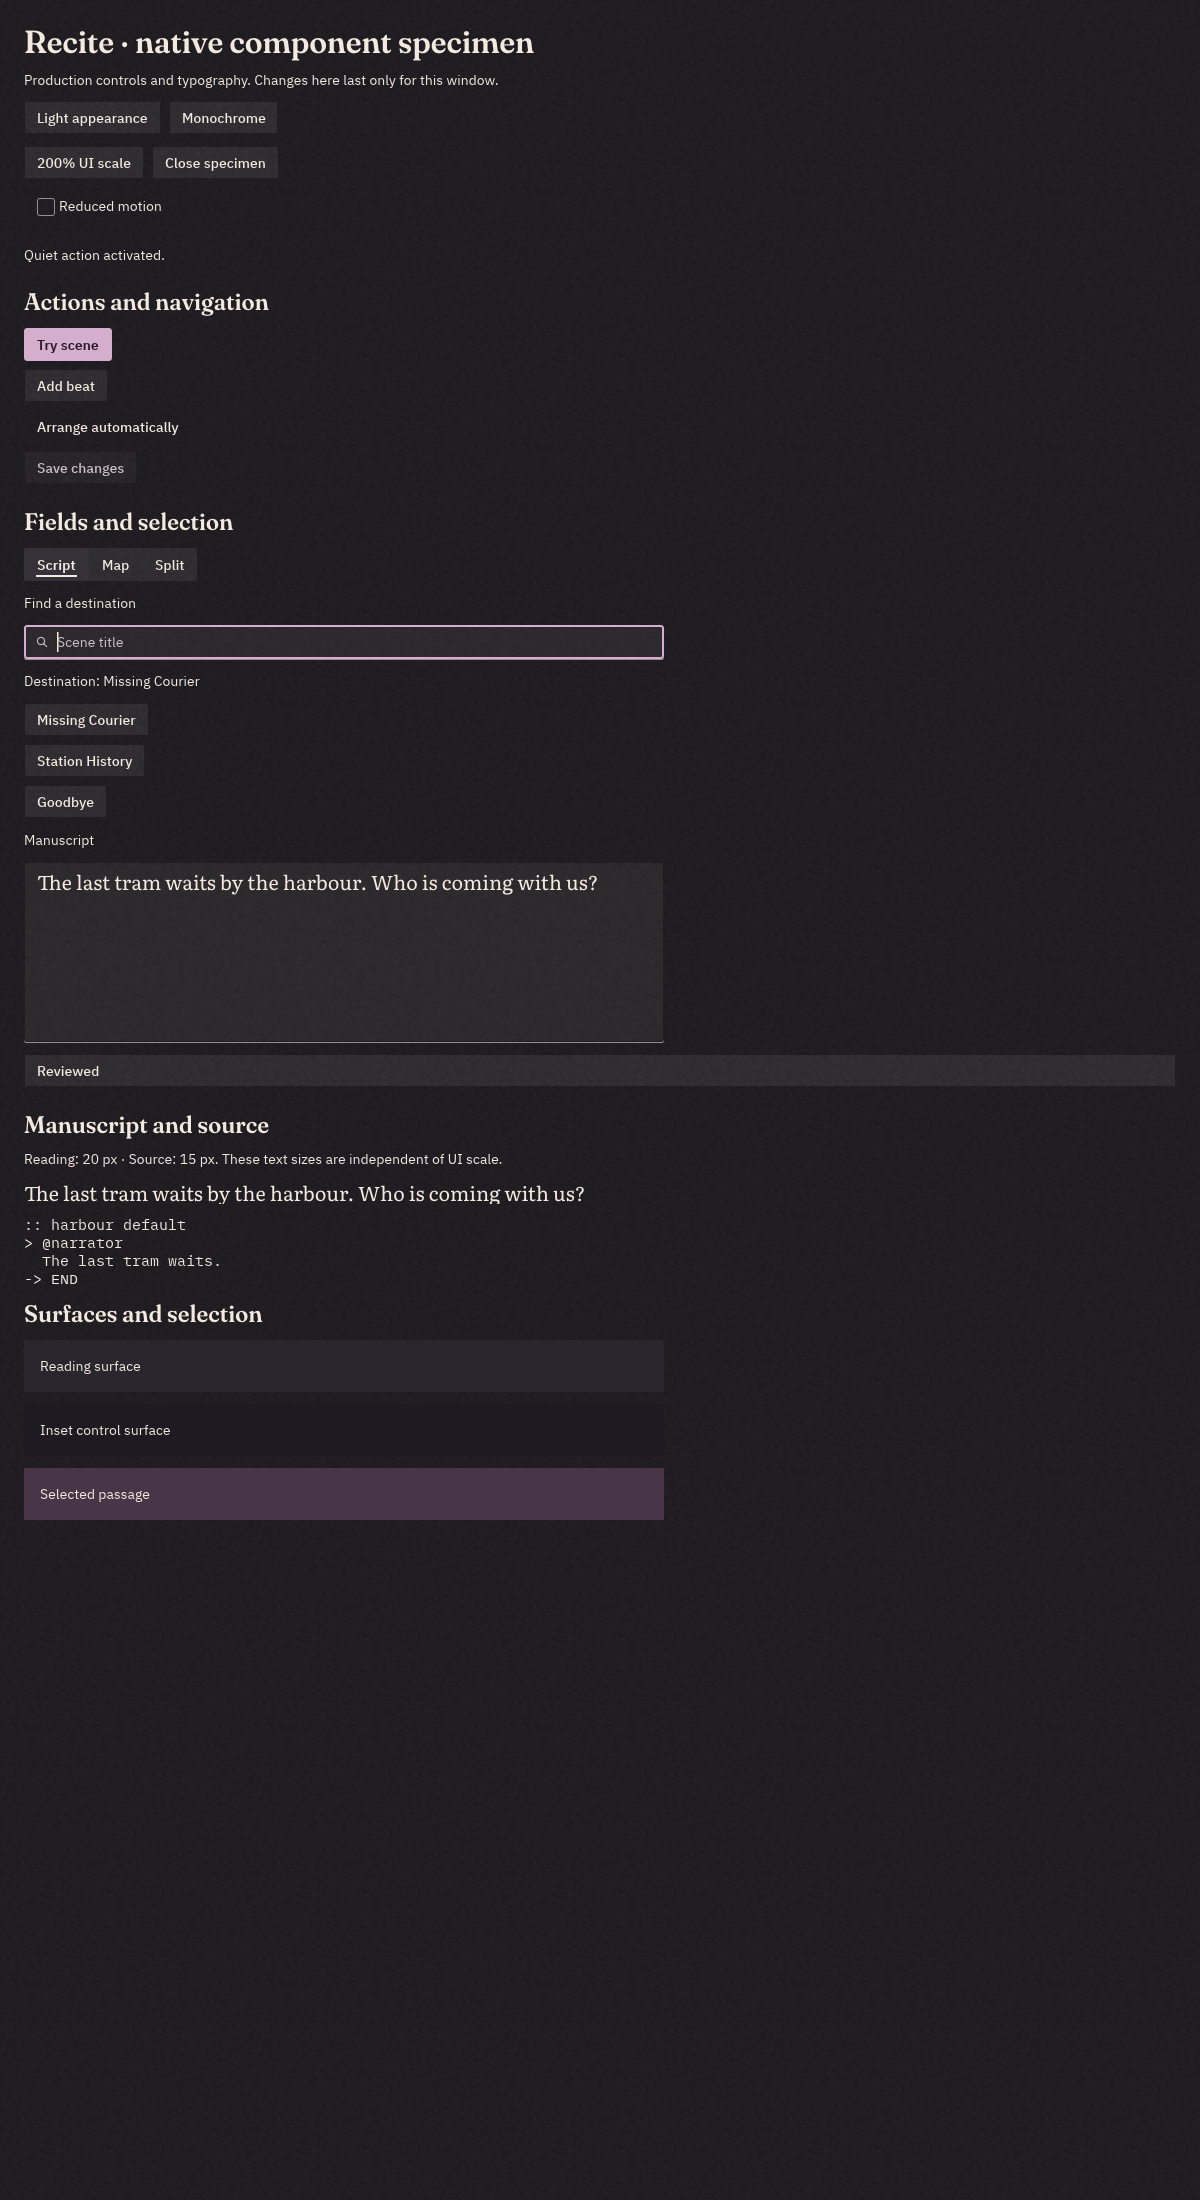 Recite · native component specimen
Production controls and typography. Changes here last only for this window.
Light appearance Monochrome
200% UI scale Close specimen
Reduced motion
Quiet action activated.
Actions and navigation
Try scene
Add beat
Arrange automatically
Save changes
Fields and selection
Script Map Split
Find a destination
Scene title
Destination: Missing Courier
Missing Courier
Station History
Goodbye
Manuscript
The last tram waits by the harbour. Who is coming with us?
Reviewed
Manuscript and source
Reading: 20 px · Source: 15 px. These text sizes are independent of UI scale.
The last tram waits by the harbour. Who is coming with us?
:: harbour default
> @narrator
  The last tram waits.
-> END
Surfaces and selection
Reading surface
Inset control surface
Selected passage